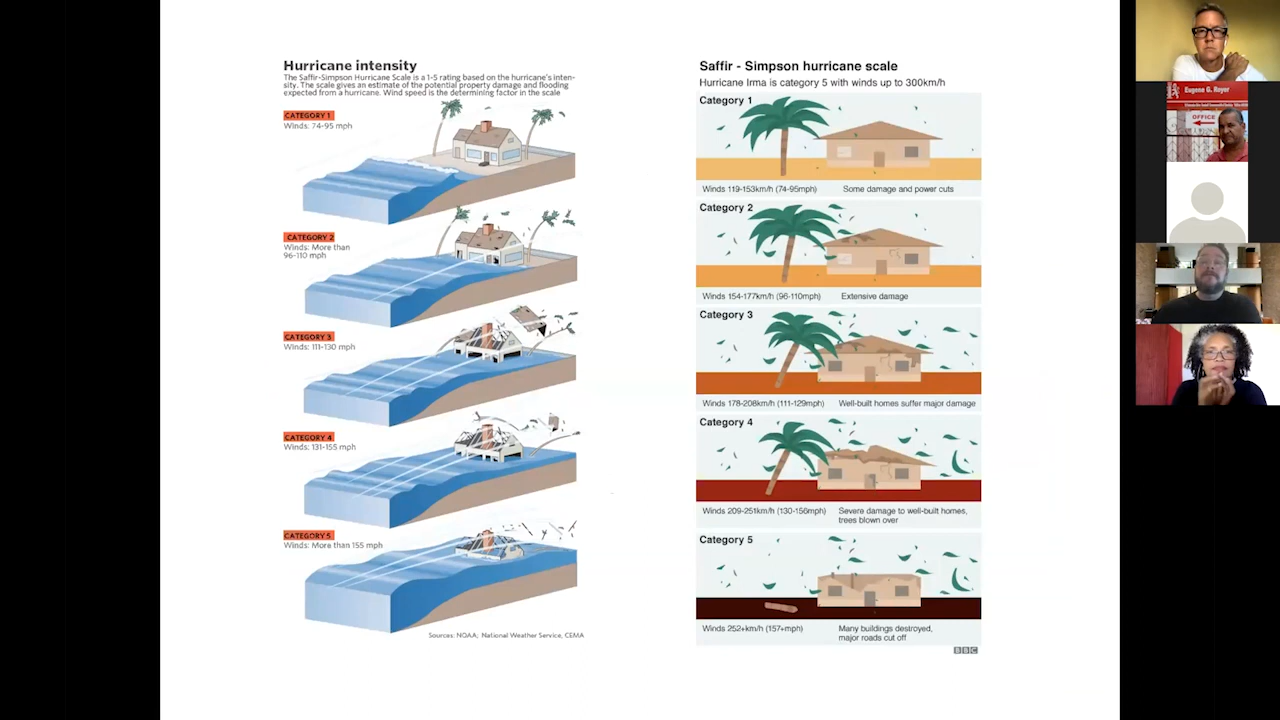 Hurricane intensity
The Saffir-Simpson Hurricane Scale is a 1-5 rating based on the hurricane's inten-
sity. The scale gives an estimate of the potential property damage and flooding
expected from a hurricane. Wind speed is the determining factor in the scale
CATEGORY 1
Winds: 74-95 mph
CATEGORY 2
Winds: More than
96-110 mph
CATEGORY 3
Winds: 111-130 mph
CATEGORY 4
Winds: 131-155 mph
CATEGORY 5
Winds: More than 155 mph
Sources: NOAA; National Weather Service, CEMA
Saffir - Simpson hurricane scale
Hurricane Irma is category 5 with winds up to 300km/h
Category 1
Winds 119-153km/h (74-95mph)
Some damage and power cuts
Category 2
Winds 154-177km/h (96-110mph)
Extensive damage
Category 3
Winds 178-208km/h (111-129mph)
Well-built homes suffer major damage
Category 4
Winds 209-251km/h (130-156mph)
Severe damage to well-built homes,
trees blown over
Category 5
Winds 252+km/h (157+mph)
Many buildings destroyed,
major roads cut off
BBC
Eugene G. Royer
OFFICE